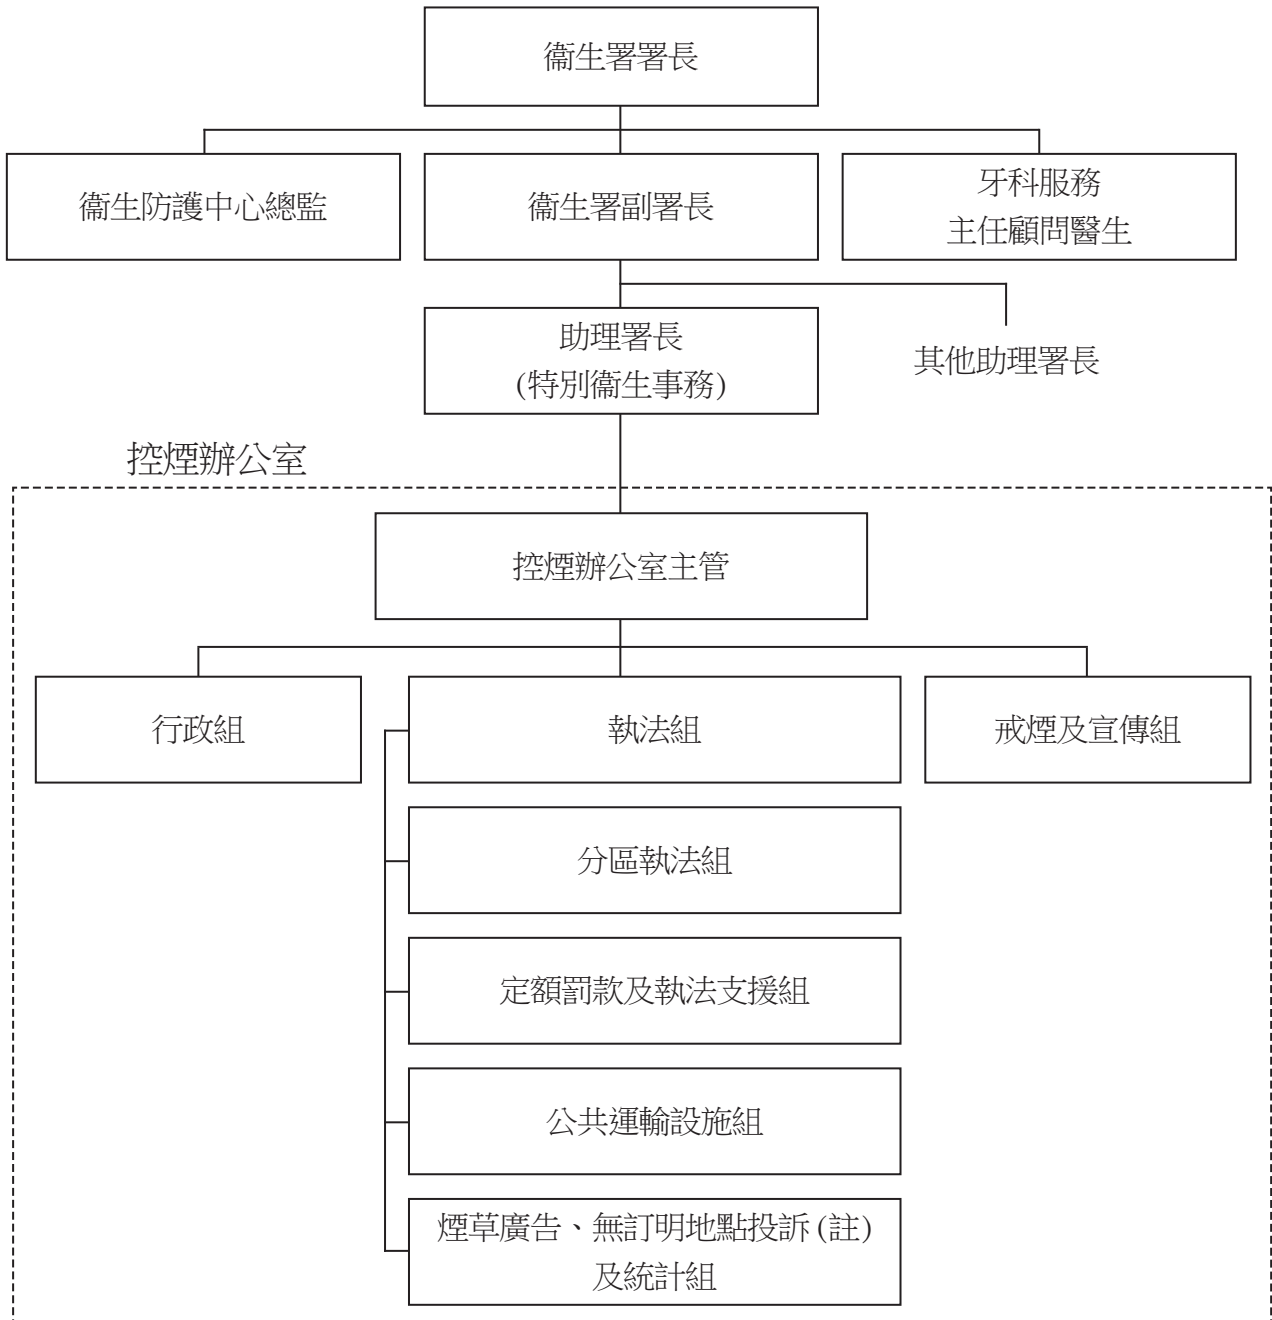 衞生署署長
衞生防護中心總監
衞生署副署長
牙科服務
主任顧問醫生
助理署長
(特別衞生事務)
其他助理署長
控煙辦公室
控煙辦公室主管
行政組
執法組
戒煙及宣傳組
分區執法組
定額罰款及執法支援組
公共運輸設施組
煙草廣告、無訂明地點投訴(註)
及統計組